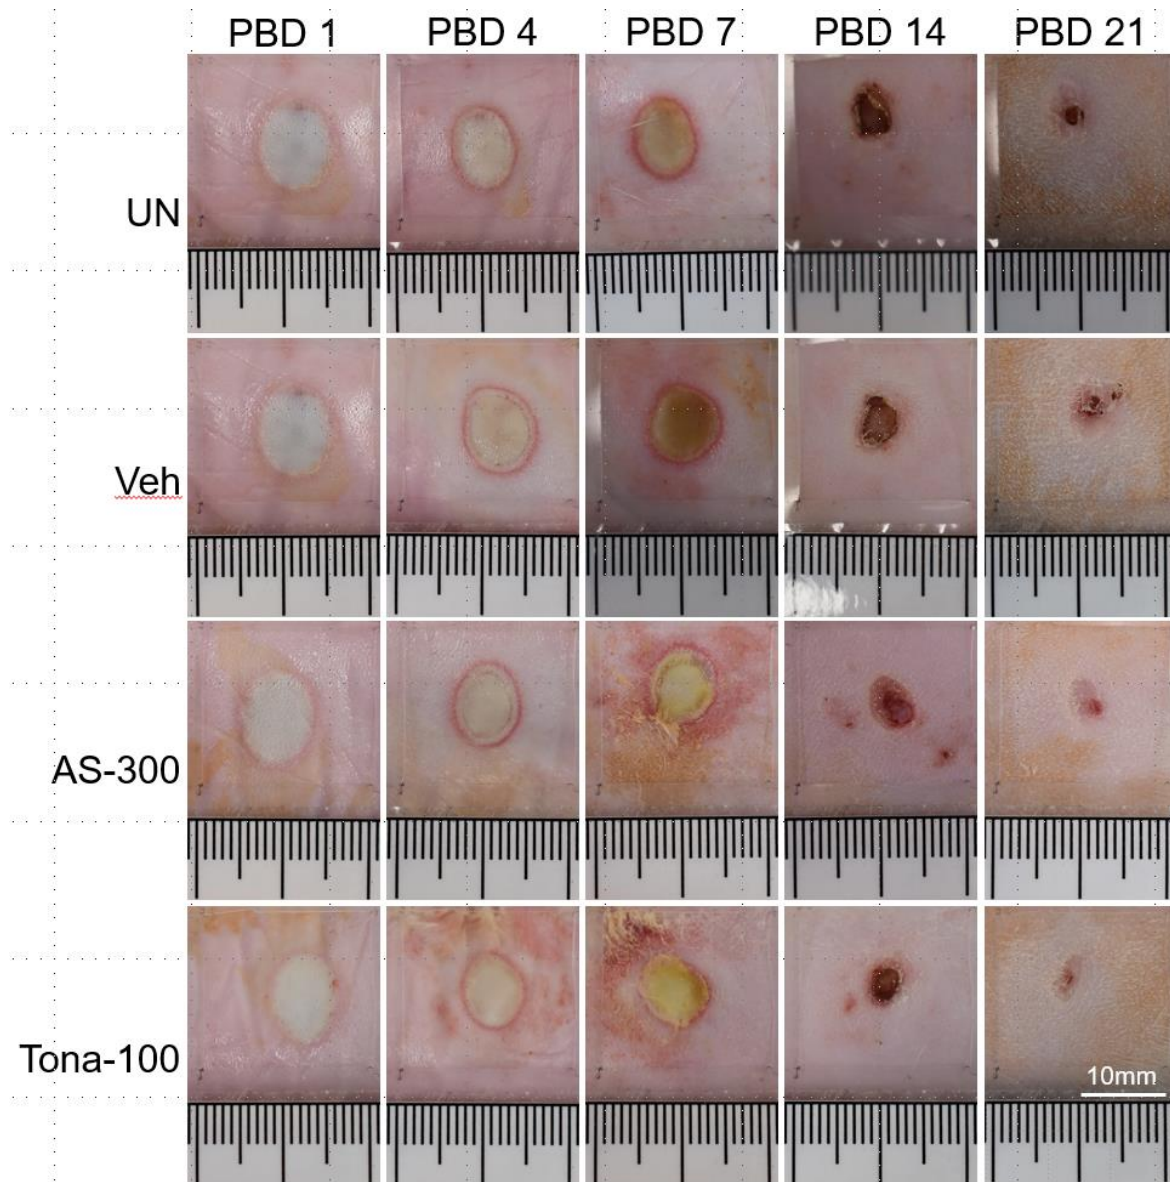 PBD 1 PBD 4 PBD 7 PBD 14 PBD 21
UN
Veh
AS-300
Tona-100
10mm